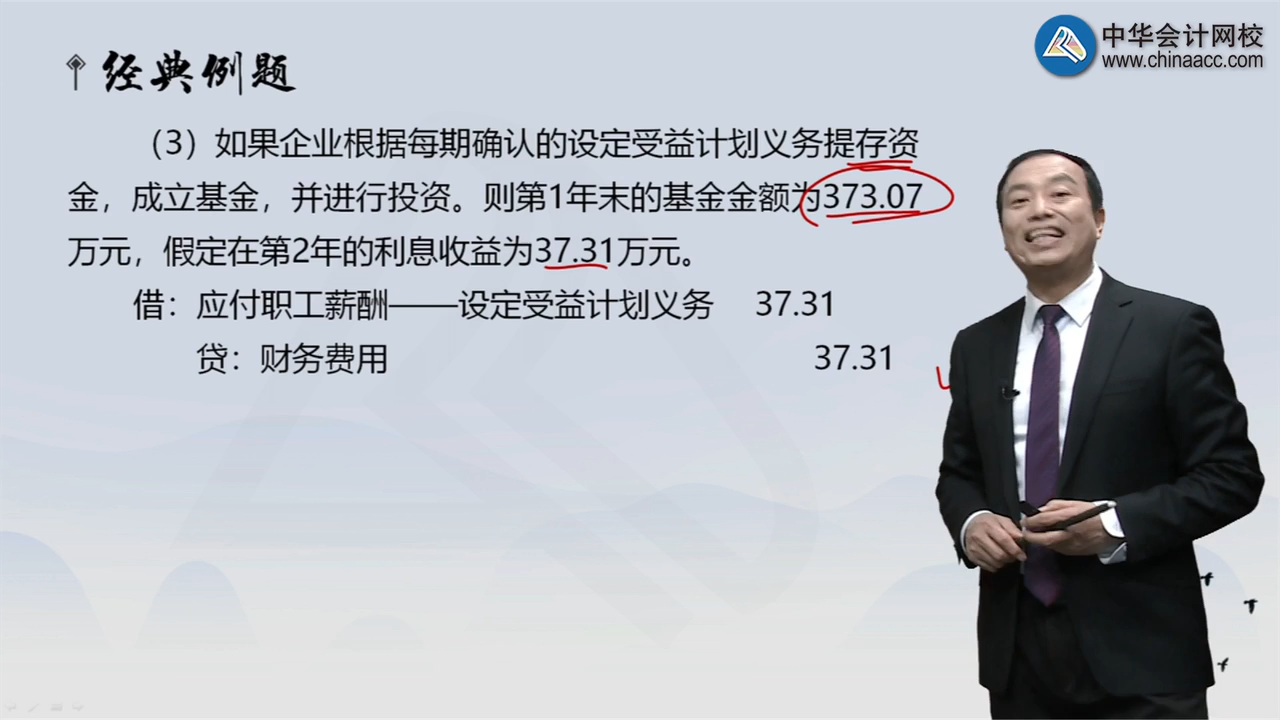 经典例题
中华会计网校
www.chinaacc.com
（3）如果企业根据每期确认的设定受益计划义务提存资
金，成立基金，并进行投资。则第1年末的基金金额为373.07
万元，假定在第2年的利息收益为37.31万元。
借：应付职工薪酬——设定受益计划义务 37.31
贷：财务费用 37.31